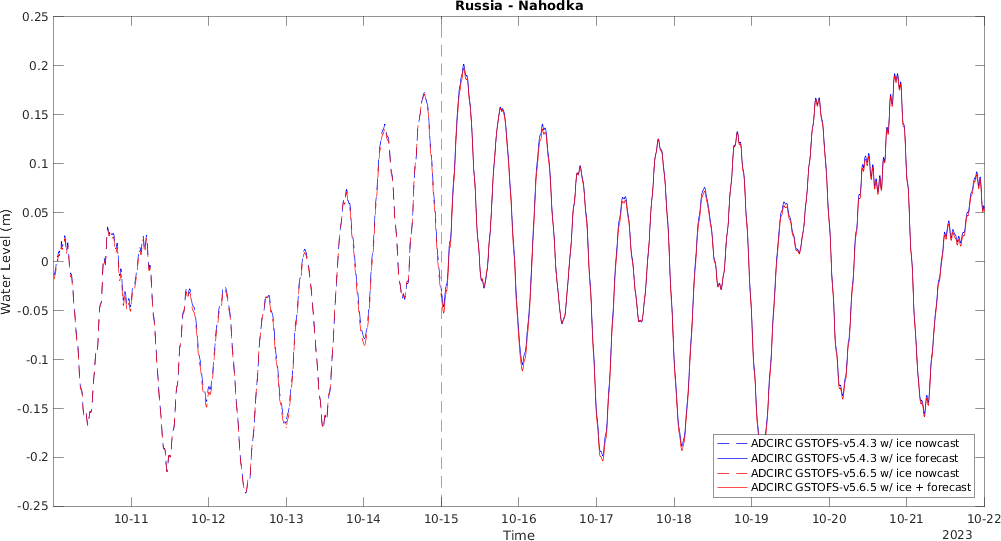 Russia - Nahodka
Water Level (m)
0.25
0.2
0.15
0.1
0.05
0
-0.05
-0.1
-0.15
-0.2
-0.25
ADCIRC GSTOFS-v5.4.3 w/ ice nowcast
ADCIRC GSTOFS-v5.4.3 w/ ice forecast
ADCIRC GSTOFS-v5.6.5 w/ ice nowcast
ADCIRC GSTOFS-v5.6.5 w/ ice + forecast
10-11 10-12 10-13 10-14 10-15 10-16 10-17 10-18 10-19 10-20 10-21 10-22
Time
2023